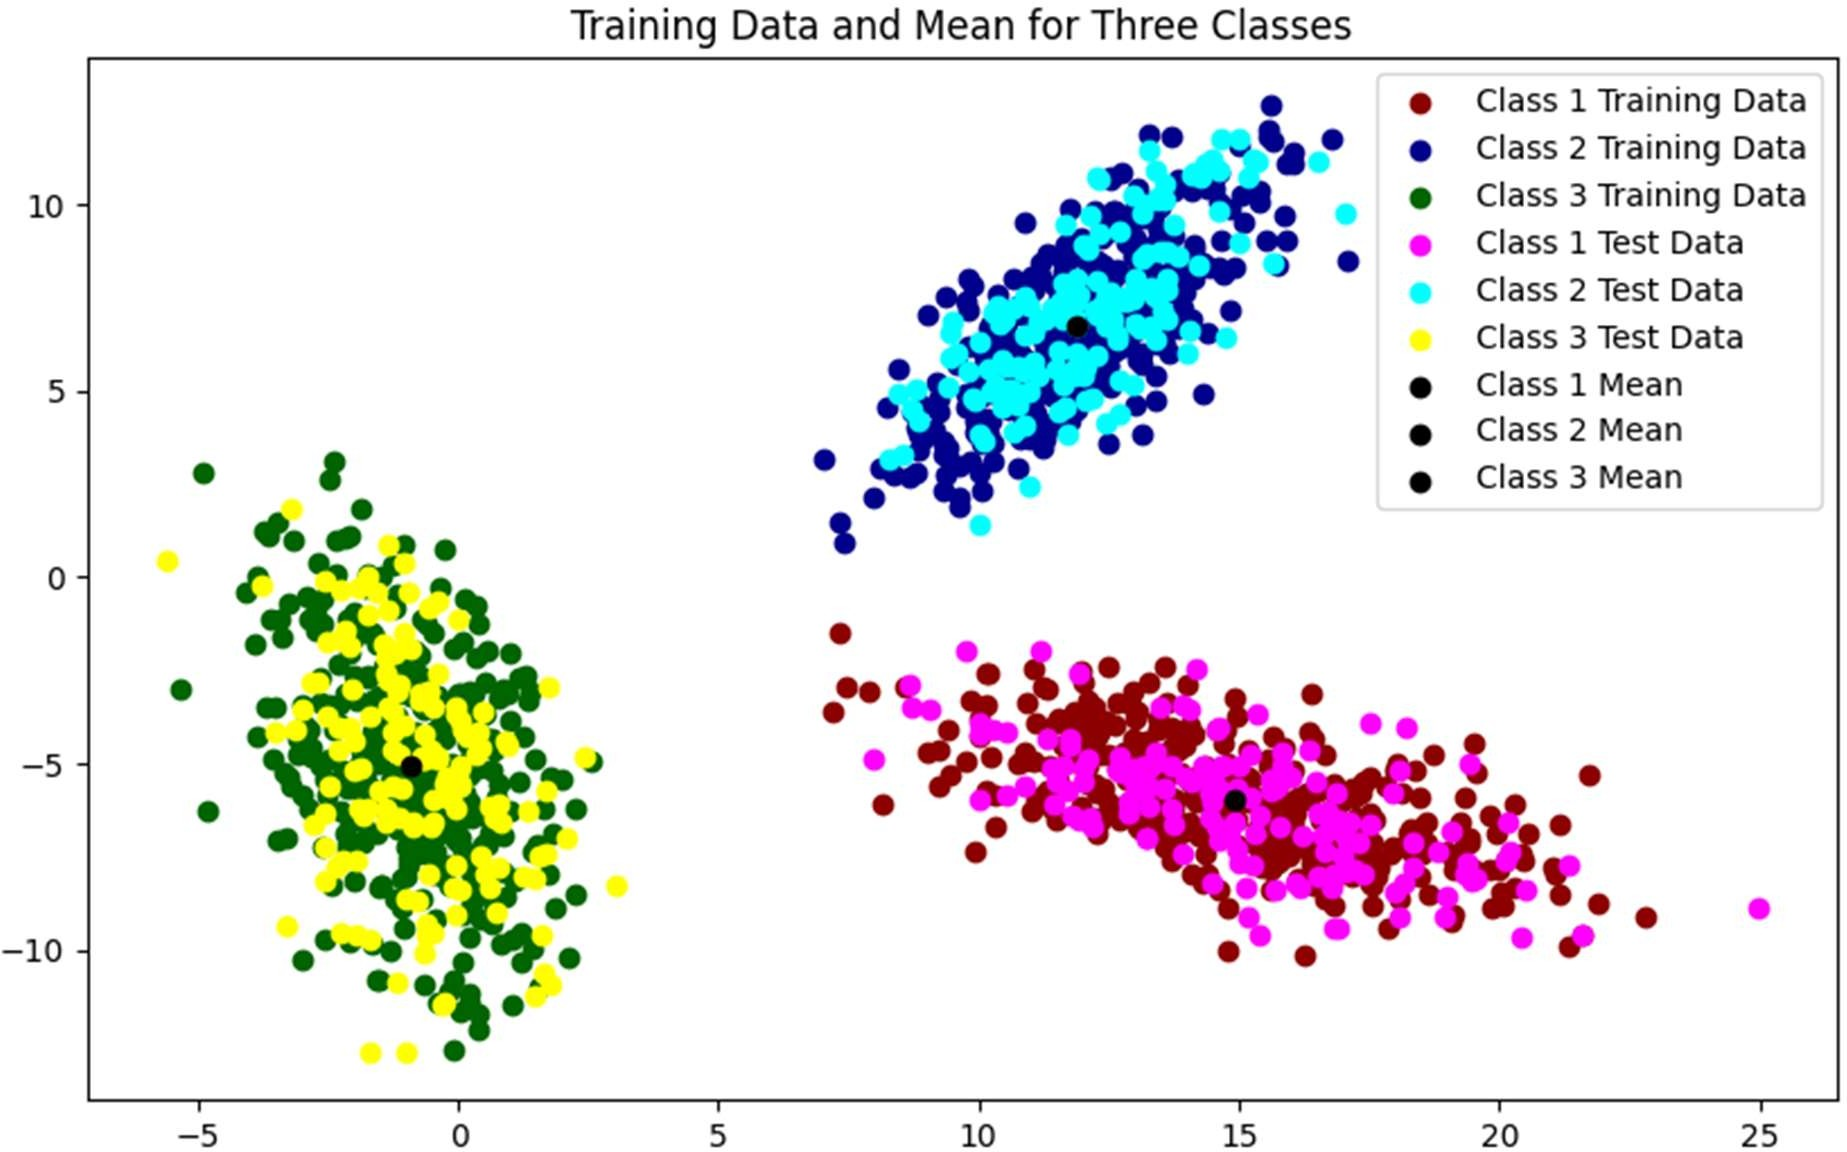 Training Data and Mean for Three Classes
Class 1 Training Data
Class 2 Training Data
Class 3 Training Data
Class 1 Test Data
Class 2 Test Data
Class 3 Test Data
Class 1 Mean
Class 2 Mean
Class 3 Mean
10
5
0
−5
−10
−5
0
5
10
15
20
25